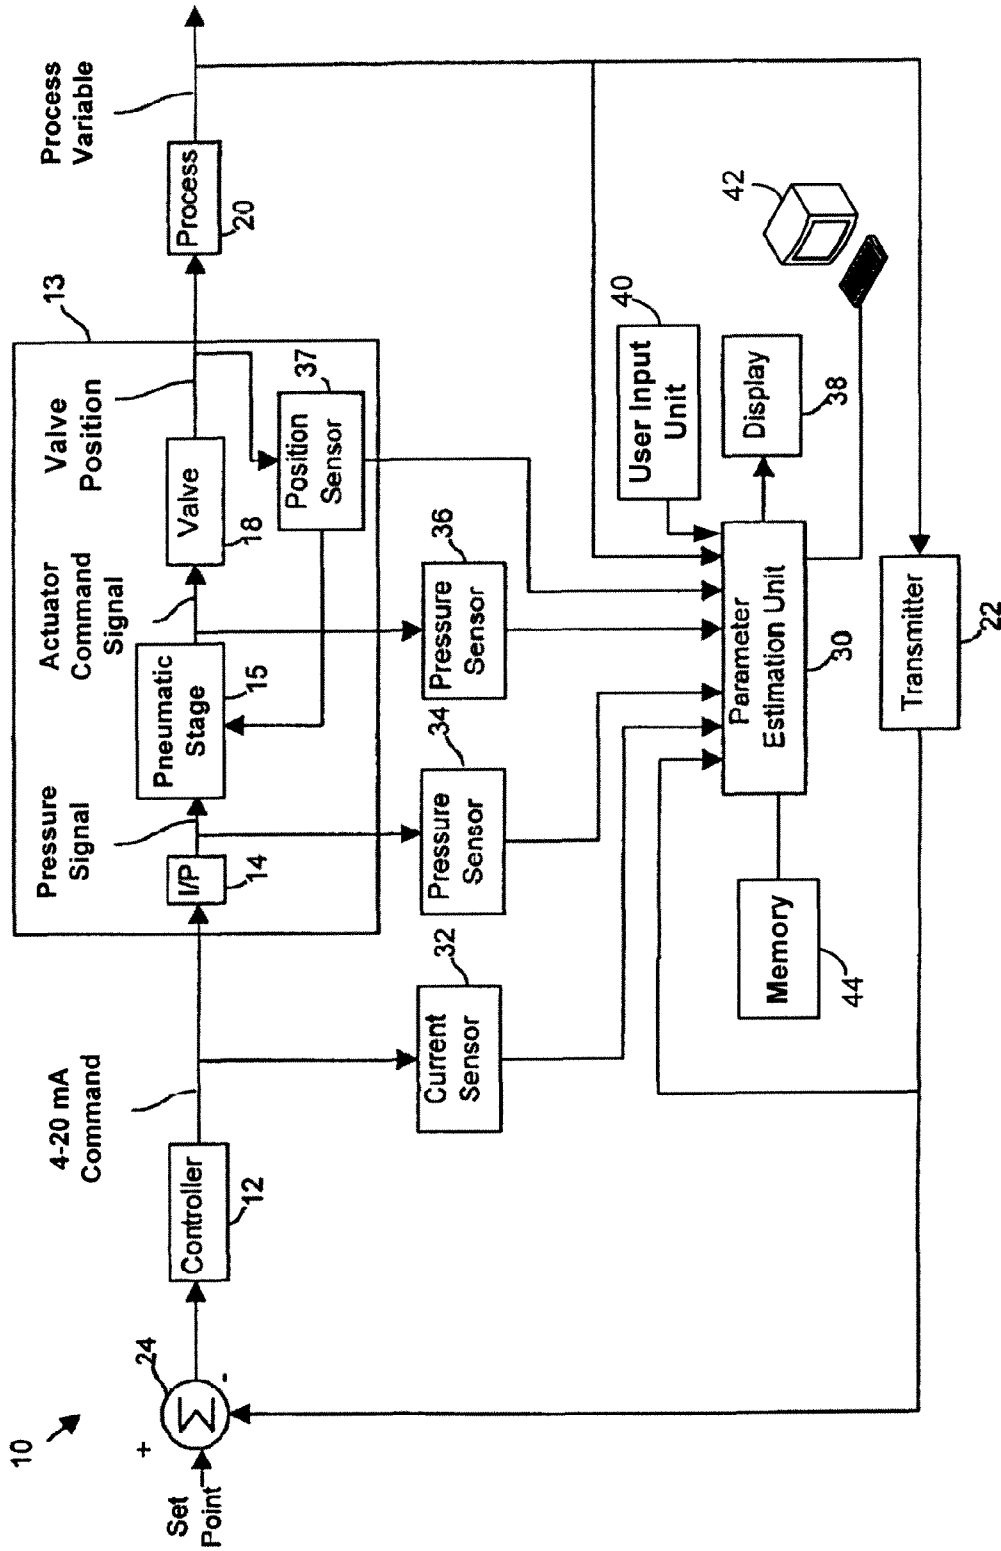 10
Set
Point
+
-
Σ
24
Controller
12
4-20 mA
Command
13
I/P
14
Pressure
Signal
Pneumatic
Stage
15
Actuator
Command
Signal
Valve
18
Valve
Position
Position
Sensor
37
Process
20
Process
Variable
Current
Sensor
32
Pressure
Sensor
34
Pressure
Sensor
36
User Input
Unit
40
42
Memory
44
Parameter
Estimation Unit
30
Display
38
Transmitter
22